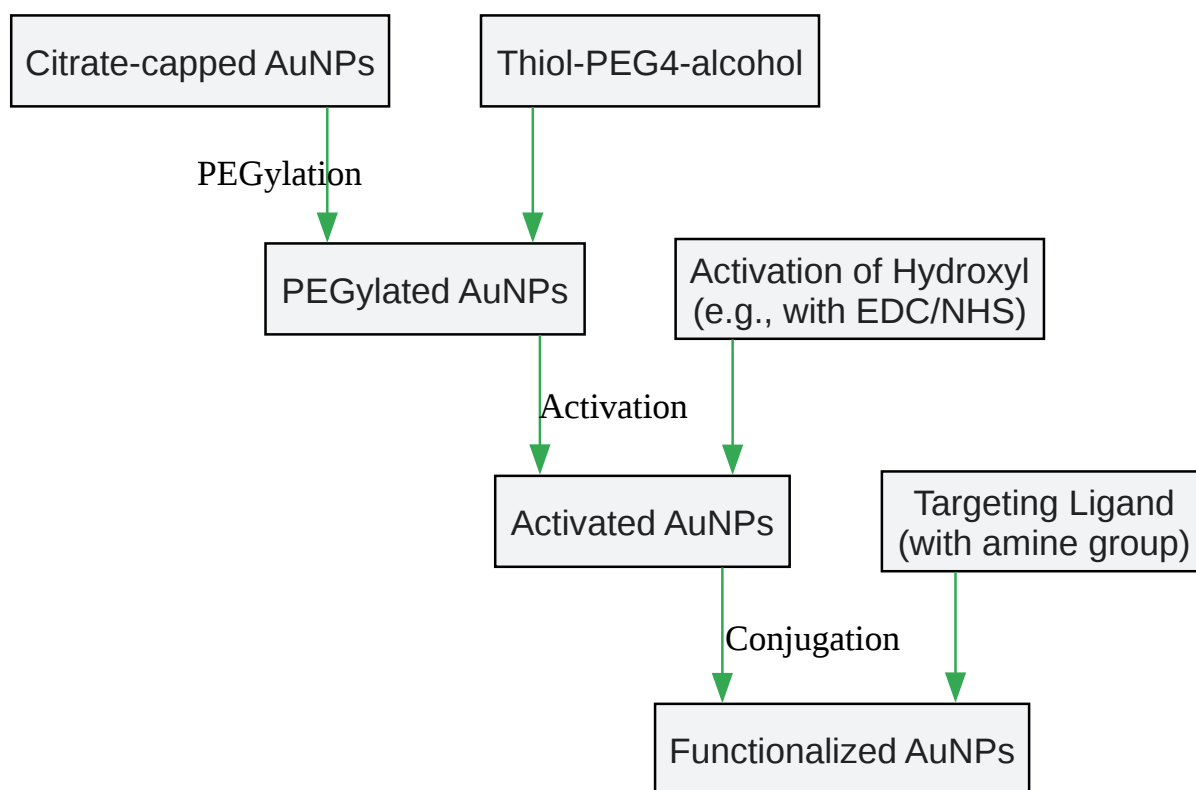 Citrate-capped AuNPs
Thiol-PEG4-alcohol
PEGylation
PEGylated AuNPs
Activation of Hydroxyl
(e.g., with EDC/NHS)
Activation
Activated AuNPs
Targeting Ligand
(with amine group)
Conjugation
Functionalized AuNPs